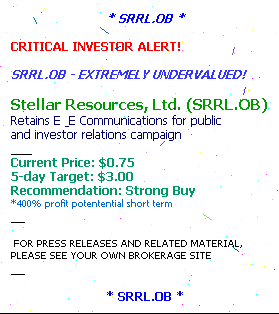 * SRRL.OB *
CRITICAL INVESTOR ALERT!
SRRL.OB - EXTREMELY UNDERVALUED!
Stellar Resources, Ltd. (SRRL.OB)
Retains E_E Communications for public
and investor relations campaign
Current Price: $0.75
5-day Target: $3.00
Recommendation: Strong Buy
*400% profit potentential short term
FOR PRESS RELEASES AND RELATED MATERIAL,
PLEASE SEE YOUR OWN BROKERAGE SITE
* SRRL.OB *